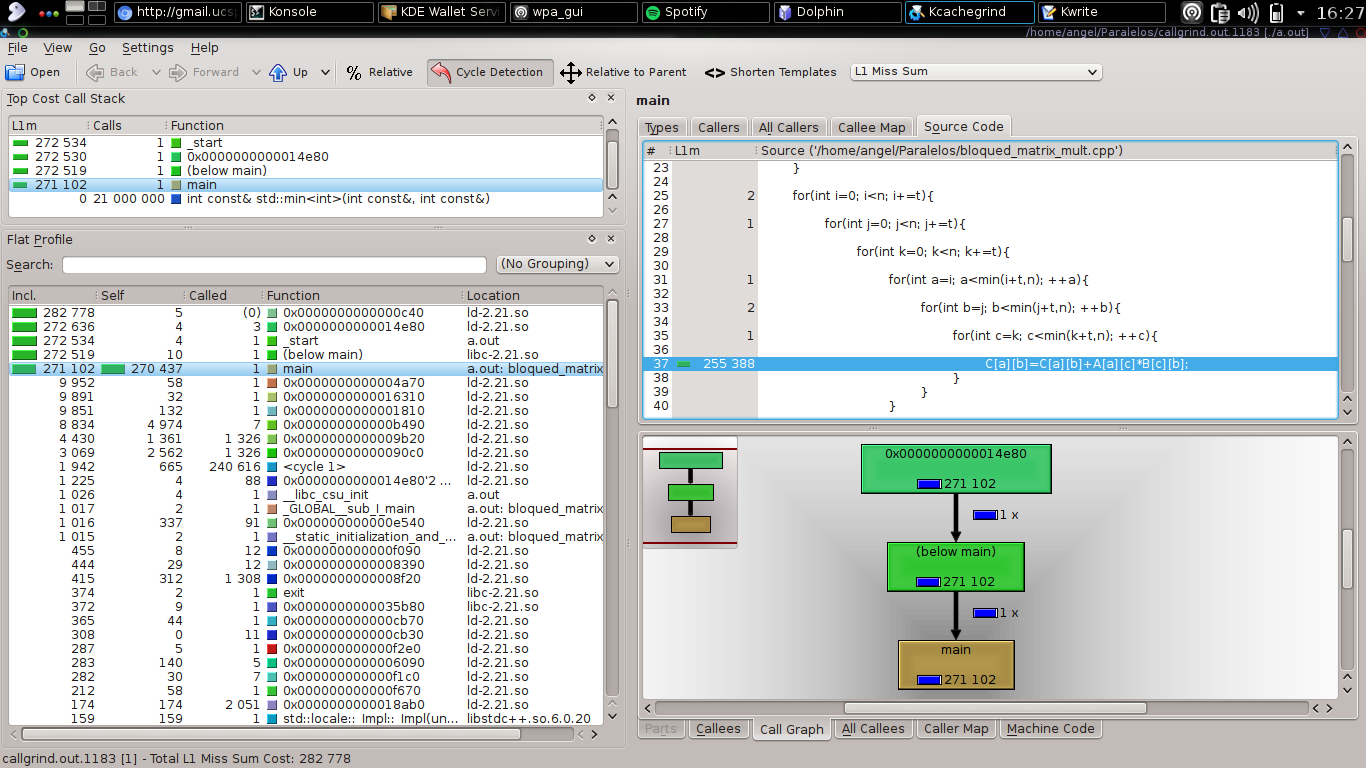 http://gmail.ucs
Konsole
KDE Wallet Servi
wpa_gui
Spotify
Dolphin
Kcachegrind
Kwrite
16:27
/home/angel/Paralelos/callgrind.out.1183 [./a.out]
File View Go Settings Help
Open Back Forward Up % Relative Cycle Detection Relative to Parent <> Shorten Templates L1 Miss Sum
Top Cost Call Stack
L1m Calls Function
272 534 1 _start
272 530 1 0x0000000000014e80
272 519 1 (below main)
271 102 1 main
0 21 000 000 int const& std::min<int>(int const&, int const&)
Flat Profile
Search: (No Grouping)
Incl. Self Called Function Location
282 778 5 (0) 0x0000000000000c40 ld-2.21.so
272 636 4 3 0x0000000000014e80 ld-2.21.so
272 534 4 1 _start a.out
272 519 10 1 (below main) libc-2.21.so
271 102 270 437 1 main a.out: bloqued_matrix
9 952 58 1 0x0000000000004a70 ld-2.21.so
9 891 32 1 0x0000000000016310 ld-2.21.so
9 851 132 1 0x0000000000001810 ld-2.21.so
8 834 4 974 7 0x000000000000b490 ld-2.21.so
4 430 1 361 1 326 0x0000000000009b20 ld-2.21.so
3 069 2 562 1 326 0x00000000000090c0 ld-2.21.so
1 942 665 240 616 <cycle 1> ld-2.21.so
1 225 4 88 0x0000000000014e80'2 ... ld-2.21.so
1 026 4 1 __libc_csu_init a.out
1 017 2 1 _GLOBAL__sub_I_main a.out: bloqued_matrix
1 016 337 91 0x000000000000e540 ld-2.21.so
1 015 2 1 __static_initialization_and_... a.out: bloqued_matrix
455 8 12 0x000000000000f090 ld-2.21.so
444 29 12 0x0000000000008390 ld-2.21.so
415 312 1 308 0x0000000000008f20 ld-2.21.so
374 2 1 exit libc-2.21.so
372 9 1 0x0000000000035b80 libc-2.21.so
365 44 1 0x000000000000cb70 ld-2.21.so
308 0 11 0x000000000000cb30 ld-2.21.so
287 5 1 0x000000000000f2e0 ld-2.21.so
283 140 5 0x0000000000006090 ld-2.21.so
282 30 7 0x000000000000f1c0 ld-2.21.so
212 58 1 0x000000000000f670 ld-2.21.so
174 174 2 051 0x0000000000018ab0 ld-2.21.so
159 159 1 std::locale::_Impl::_Impl(un... libstdc++.so.6.0.20
main
Types Callers All Callers Callee Map Source Code
# L1m Source ('/home/angel/Paralelos/bloqued_matrix_mult.cpp')
23 }
24
25 2 for(int i=0; i<n; i+=t){
26
27 1 for(int j=0; j<n; j+=t){
28
29 for(int k=0; k<n; k+=t){
30
31 1 for(int a=i; a<min(i+t,n); ++a){
32
33 2 for(int b=j; b<min(j+t,n); ++b){
34
35 1 for(int c=k; c<min(k+t,n); ++c){
36
37 255 388 C[a][b]=C[a][b]+A[a][c]*B[c][b];
38 }
39 }
40 }
0x0000000000014e80
271 102
1 x
(below main)
271 102
1 x
main
271 102
Parts Callees Call Graph All Callees Caller Map Machine Code
callgrind.out.1183 [1] - Total L1 Miss Sum Cost: 282 778